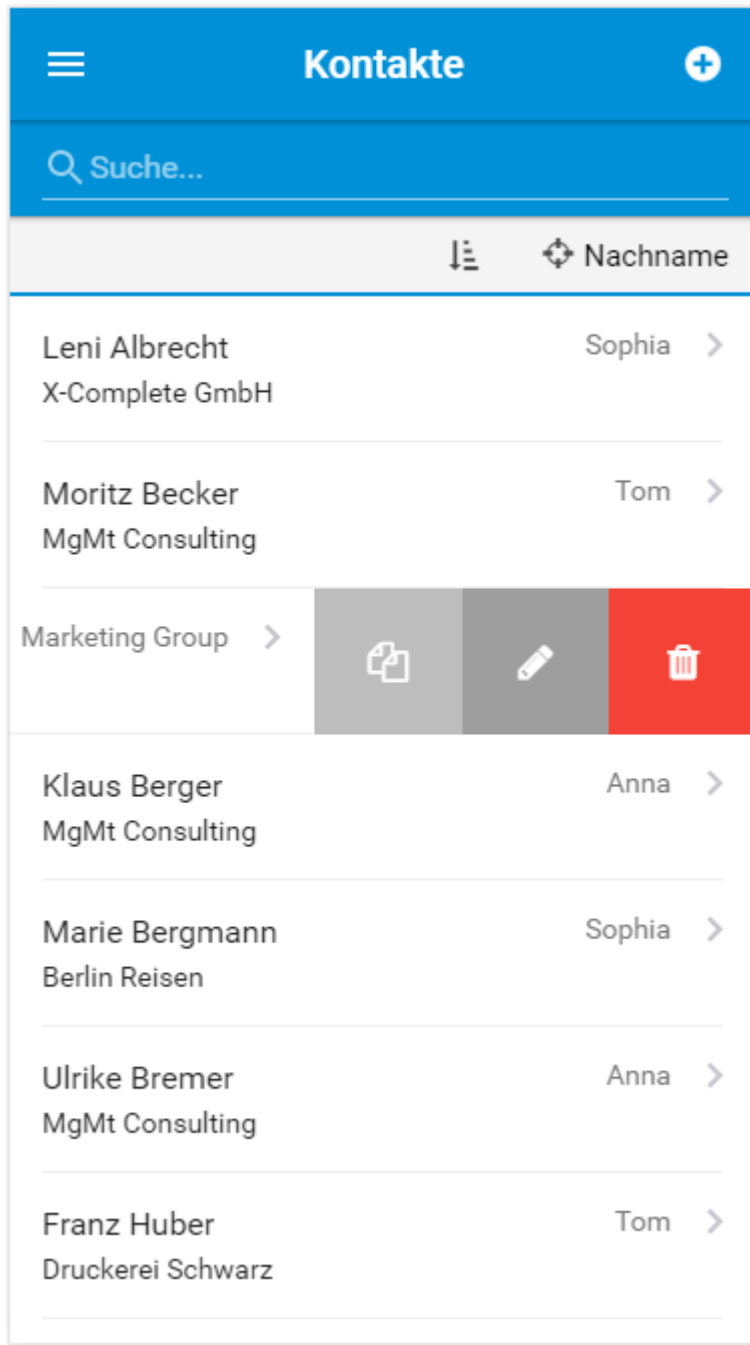 Kontakte
Suche...
Nachname
Leni Albrecht Sophia
X-Complete GmbH
Moritz Becker Tom
MgMt Consulting
Marketing Group
Klaus Berger Anna
MgMt Consulting
Marie Bergmann Sophia
Berlin Reisen
Ulrike Bremer Anna
MgMt Consulting
Franz Huber Tom
Druckerei Schwarz